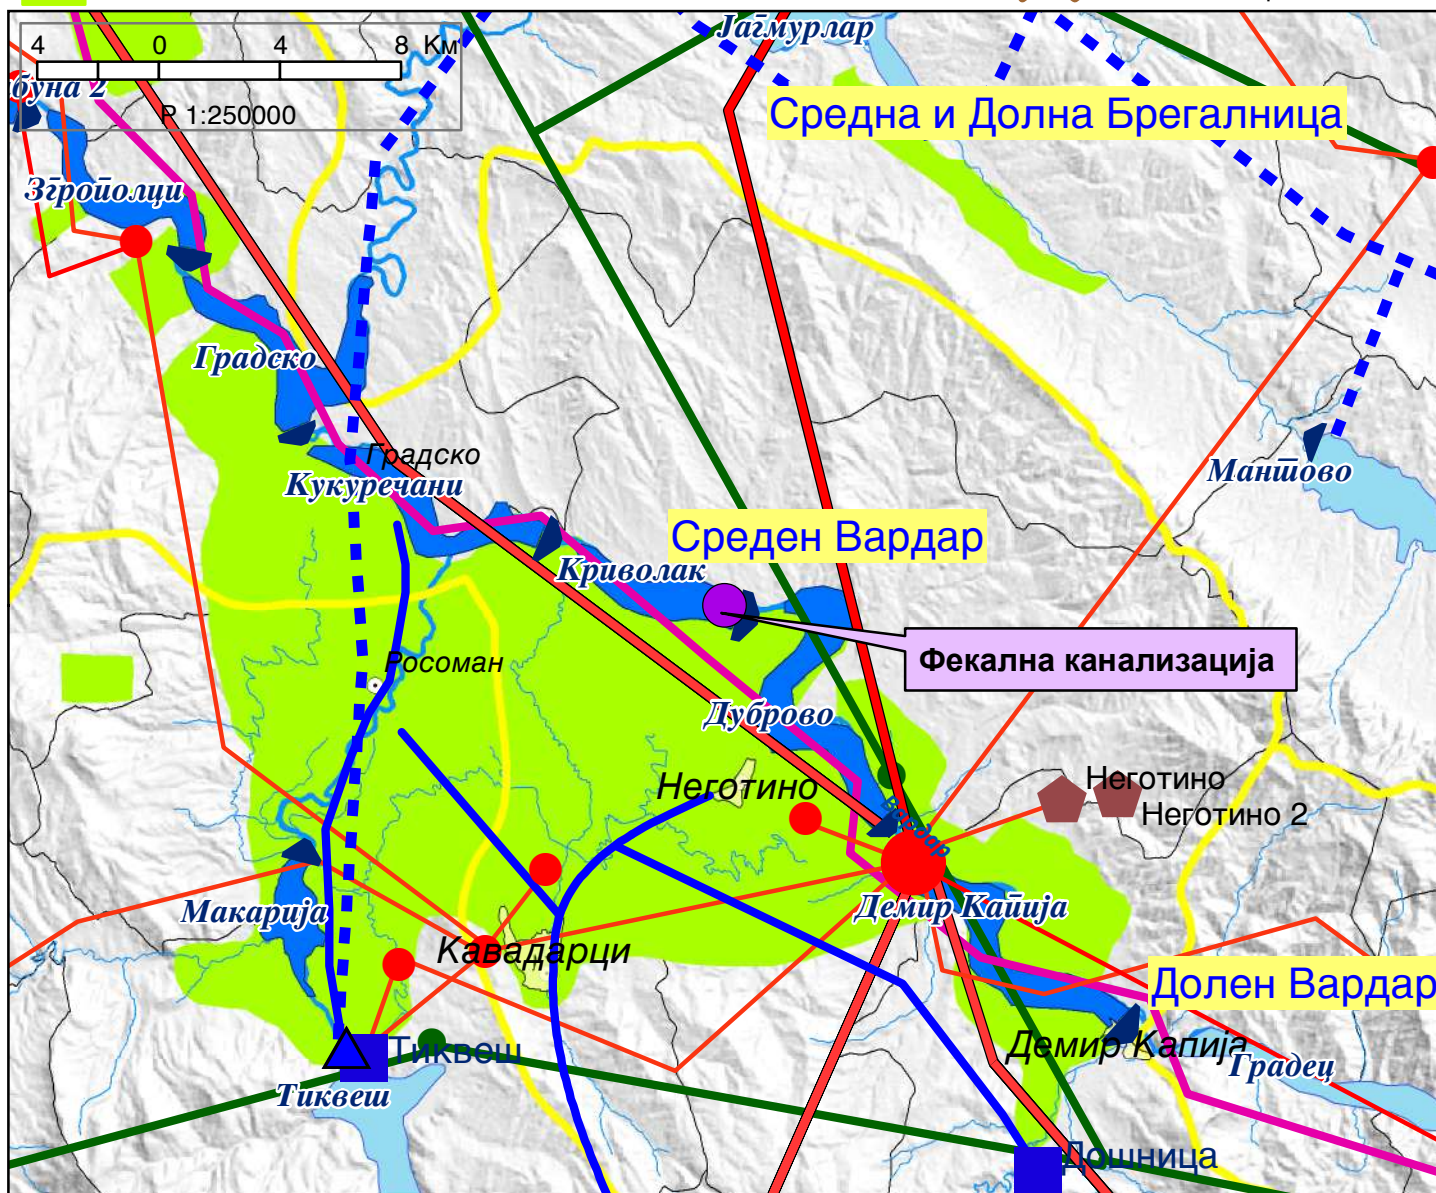 4 0 4 8 Км
Р 1:250000
Јаѓмурлар
буна 2
Средна и Долна Брегалница
Згрополци
Градско
Градско
Кукуречани
Мантово
Среден Вардар
Криволак
Фекална канализација
Росоман
Дуброво
Неготино
Неготино
Неготино 2
Вардар
Макарија
Демир Капија
Кавадарци
Долен Вардар
Тиквеш
Демир Капија
Градец
Тиквеш
Дошница